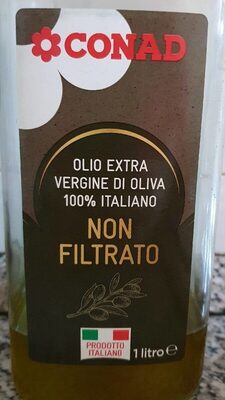 CONAD
OLIO EXTRA
VERGINE DI OLIVA
100% ITALIANO
NON
FILTRATO
PRODOTTO
ITALIANO
1 litro ℮